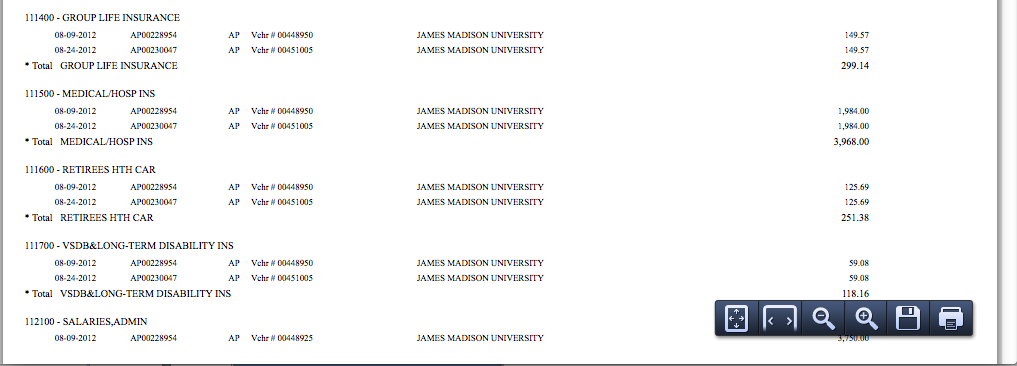 111400 - GROUP LIFE INSURANCE
08-09-2012 AP00228954 AP Vchr # 00448950 JAMES MADISON UNIVERSITY 149.57
08-24-2012 AP00230047 AP Vchr # 00451005 JAMES MADISON UNIVERSITY 149.57
* Total GROUP LIFE INSURANCE 299.14
111500 - MEDICAL/HOSP INS
08-09-2012 AP00228954 AP Vchr # 00448950 JAMES MADISON UNIVERSITY 1,984.00
08-24-2012 AP00230047 AP Vchr # 00451005 JAMES MADISON UNIVERSITY 1,984.00
* Total MEDICAL/HOSP INS 3,968.00
111600 - RETIREES HTH CAR
08-09-2012 AP00228954 AP Vchr # 00448950 JAMES MADISON UNIVERSITY 125.69
08-24-2012 AP00230047 AP Vchr # 00451005 JAMES MADISON UNIVERSITY 125.69
* Total RETIREES HTH CAR 251.38
111700 - VSDB&LONG-TERM DISABILITY INS
08-09-2012 AP00228954 AP Vchr # 00448950 JAMES MADISON UNIVERSITY 59.08
08-24-2012 AP00230047 AP Vchr # 00451005 JAMES MADISON UNIVERSITY 59.08
* Total VSDB&LONG-TERM DISABILITY INS 118.16
112100 - SALARIES,ADMIN
08-09-2012 AP00228954 AP Vchr # 00448925 JAMES MADISON UNIVERSITY 3,750.00